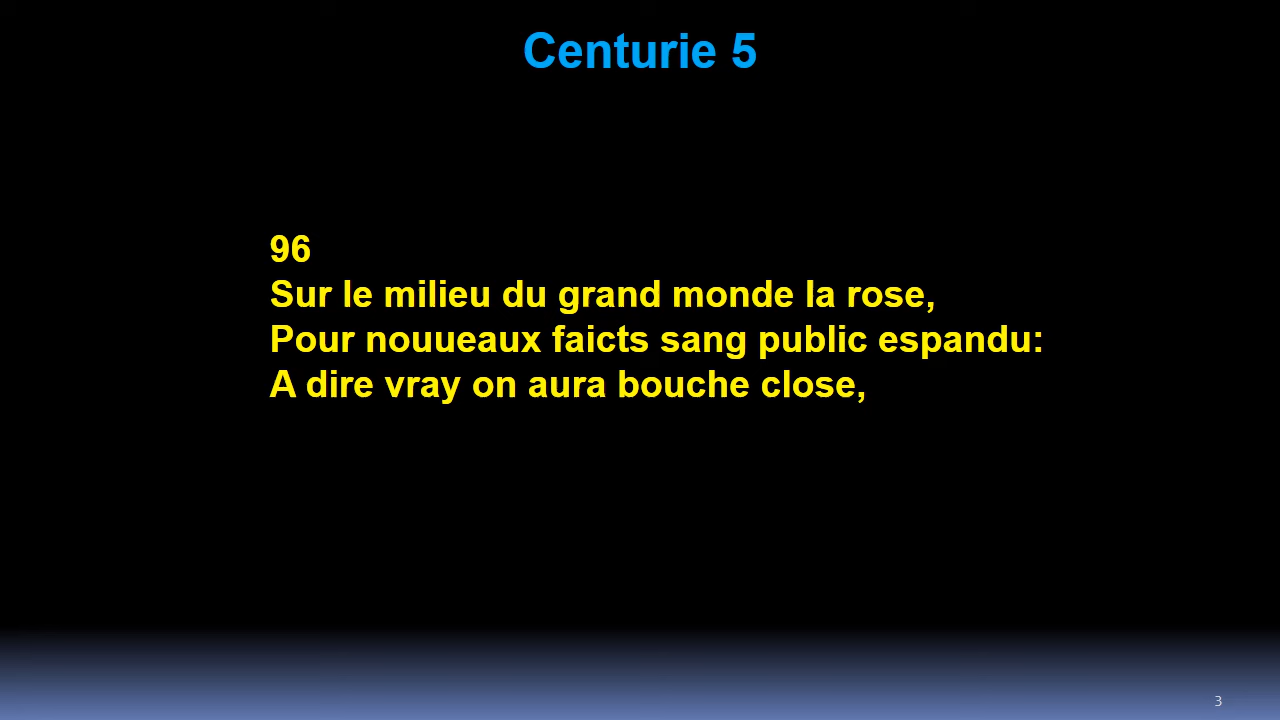 Centurie 5
96
Sur le milieu du grand monde la rose,
Pour nouueaux faicts sang public espandu:
A dire vray on aura bouche close,
3